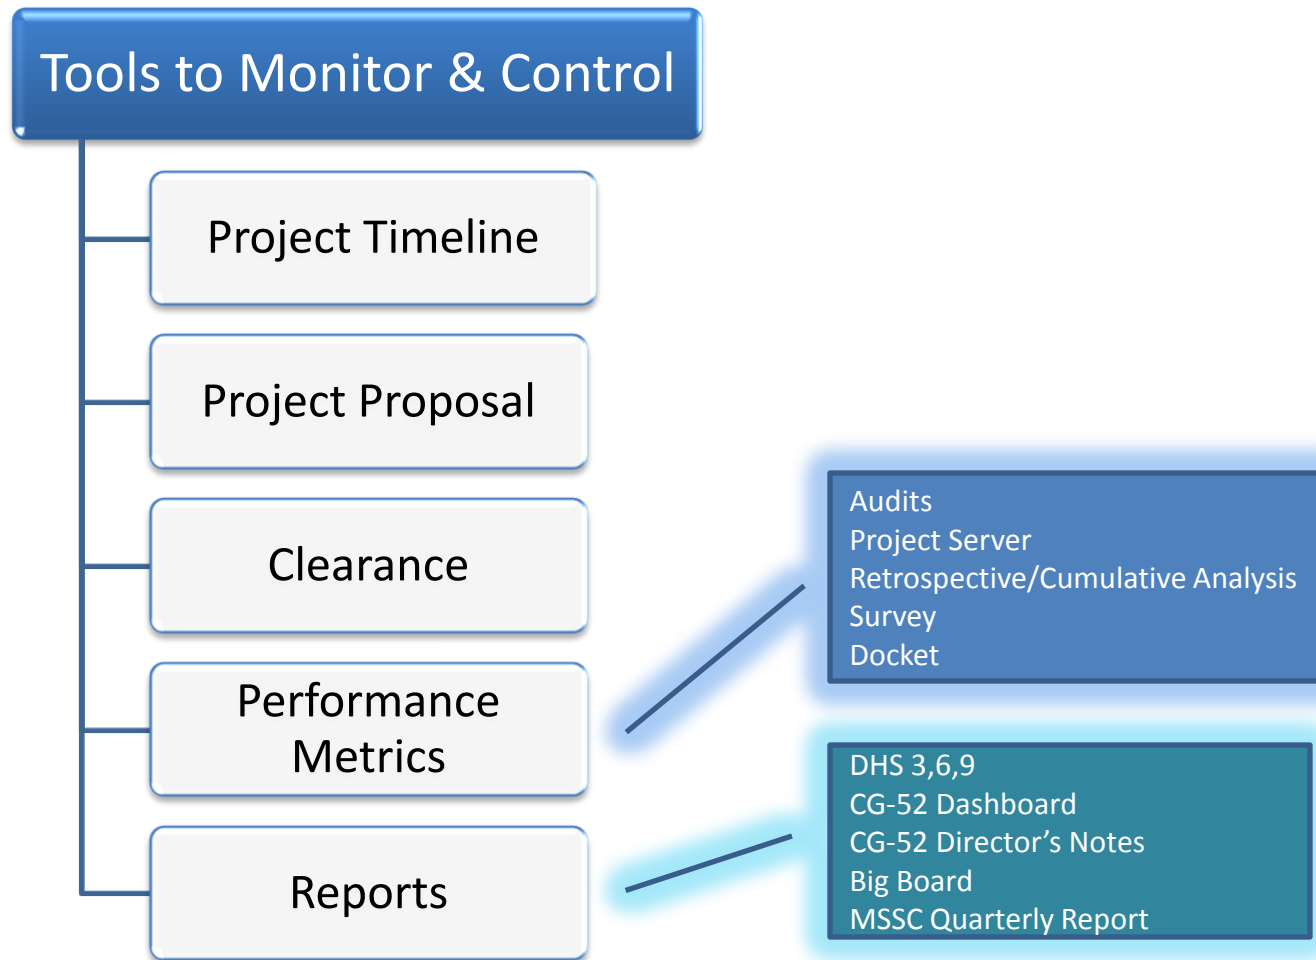 Tools to Monitor & Control
Project Timeline
Project Proposal
Clearance
Performance
Metrics
Reports
Audits
Project Server
Retrospective/Cumulative Analysis
Survey
Docket
DHS 3,6,9
CG-52 Dashboard
CG-52 Director’s Notes
Big Board
MSSC Quarterly Report